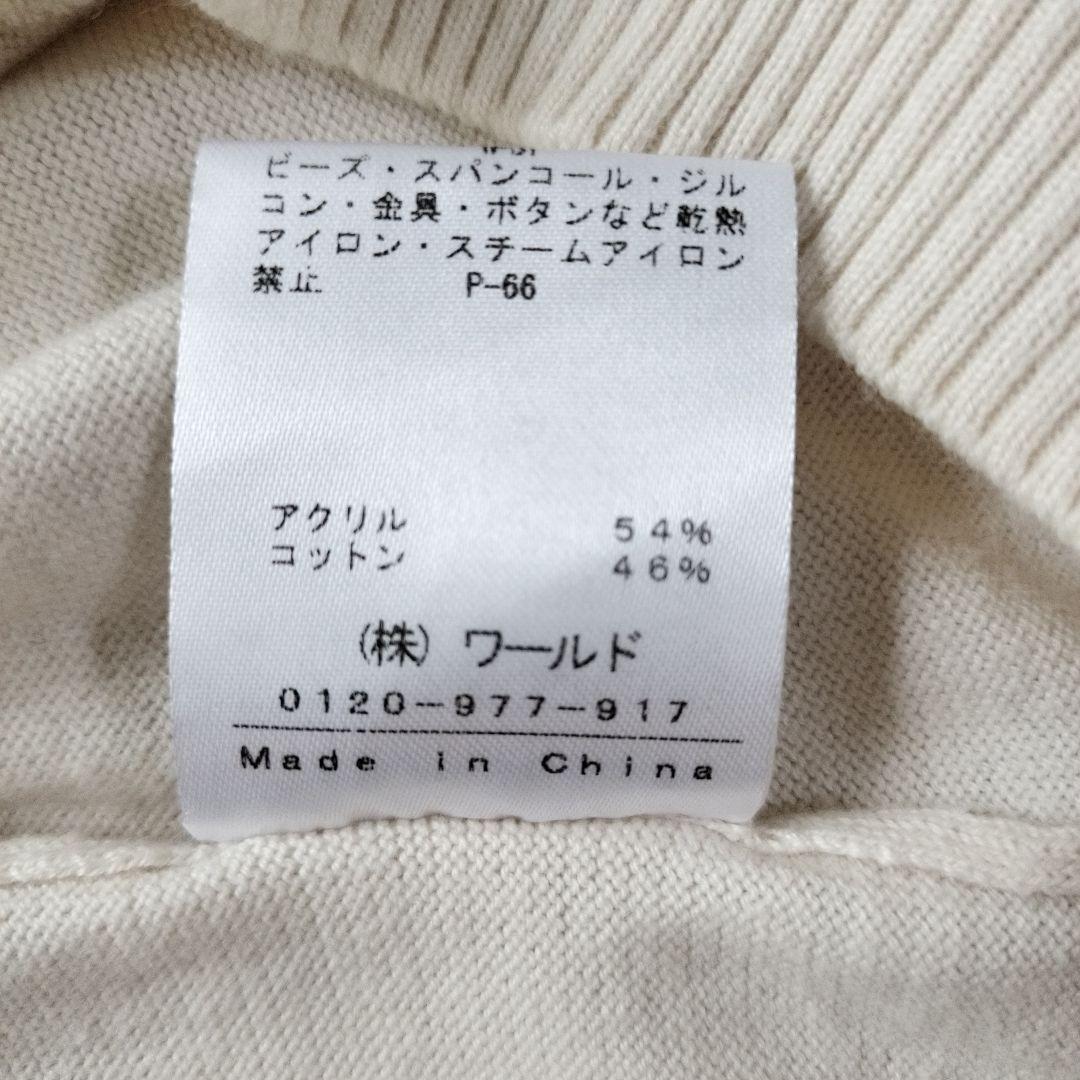 ビーズ・スパンコール・ジル
コン・金具・ボタンなど乾熱
アイロン・スチームアイロン
禁止 P-66
アクリル 54%
コットン 46%
(株) ワールド
0120-977-917
Made in China